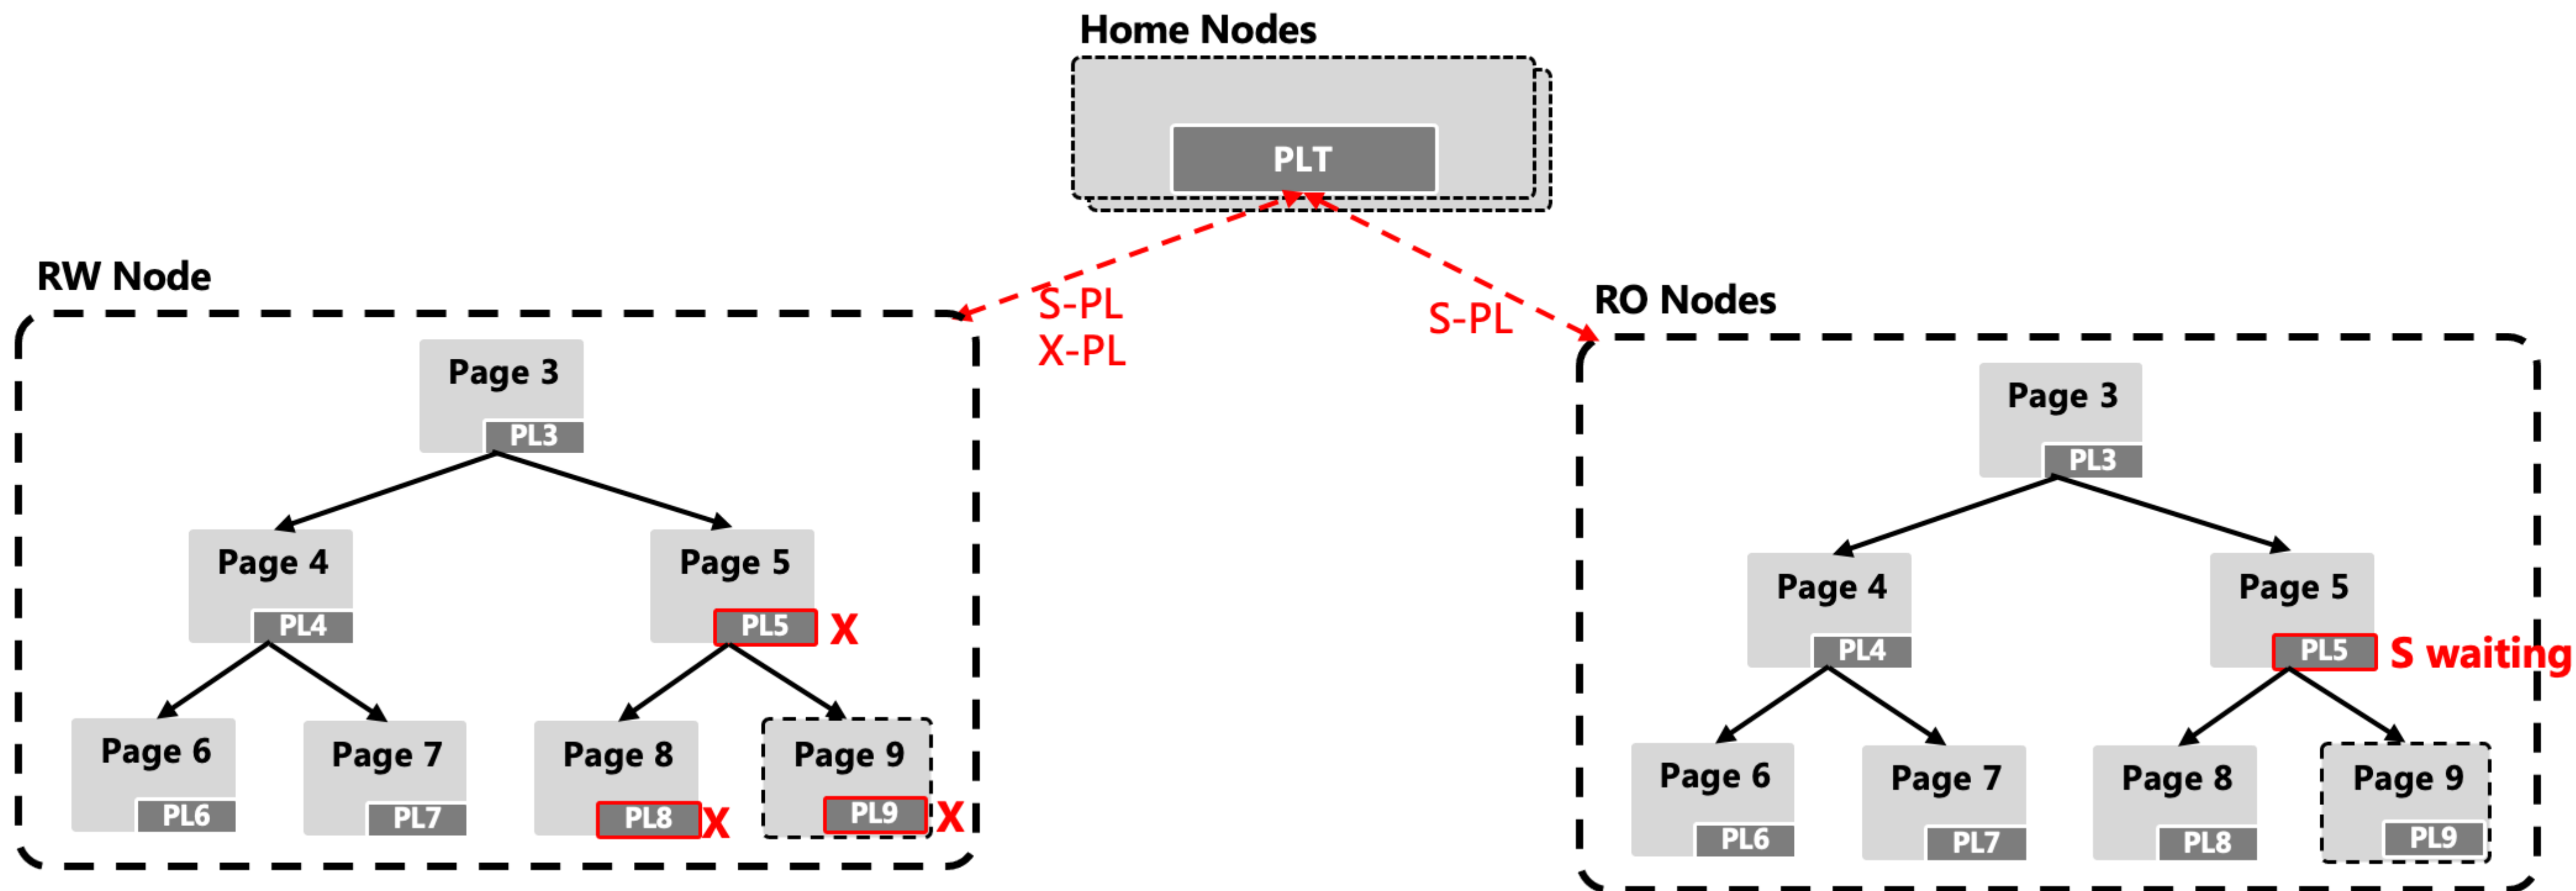 Home Nodes
PLT
S-PL
X-PL
S-PL
RW Node
Page 3
PL3
Page 4
PL4
Page 5
PL5
X
Page 6
PL6
Page 7
PL7
Page 8
PL8
X
Page 9
PL9
X
RO Nodes
Page 3
PL3
Page 4
PL4
Page 5
PL5
S waiting
Page 6
PL6
Page 7
PL7
Page 8
PL8
Page 9
PL9